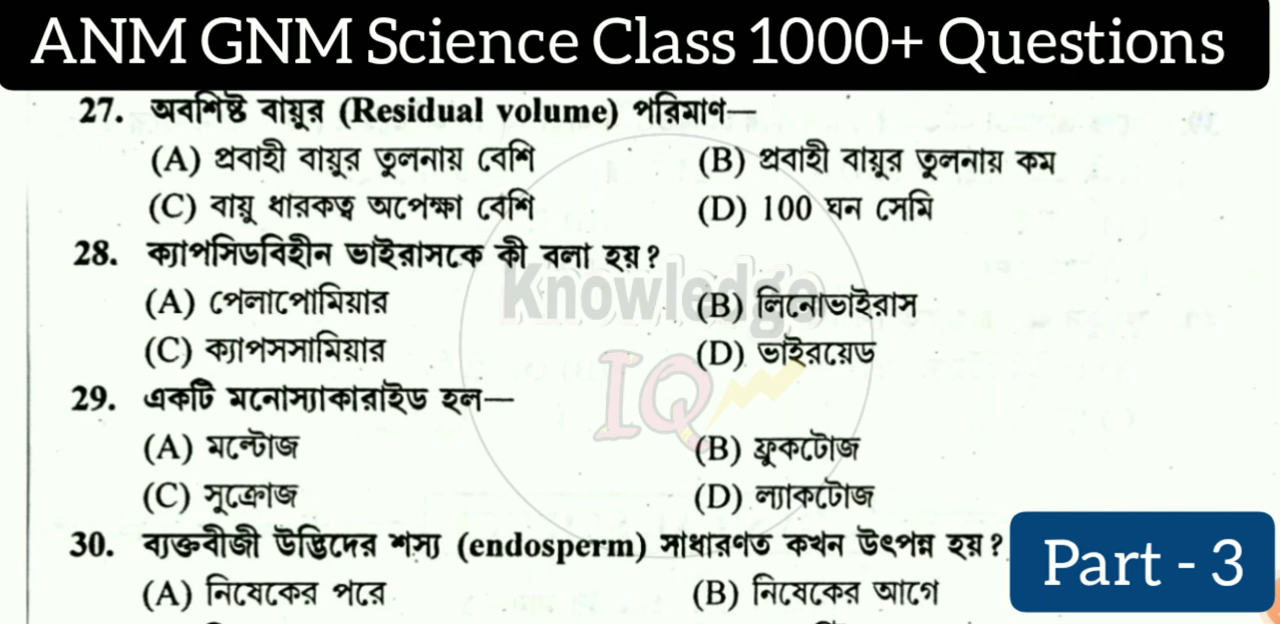 ANM GNM Science Class 1000+ Questions
27. অবশিষ্ট বায়ুর (Residual volume) পরিমাণ—
(A) প্রবাহী বায়ুর তুলনায় বেশি (B) প্রবাহী বায়ুর তুলনায় কম
(C) বায়ু ধারকত্ব অপেক্ষা বেশি (D) 100 ঘন সেমি
28. ক্যাপসিডবিহীন ভাইরাসকে কী বলা হয়?
Knowledge
(A) পেলাপোমিয়ার (B) লিনোভাইরাস
(C) ক্যাপসসামিয়ার (D) ভাইরয়েড
IQ
29. একটি মনোস্যাকারাইড হল—
(A) মল্টোজ (B) ফ্রুকটোজ
(C) সুক্রোজ (D) ল্যাকটোজ
30. ব্যক্তবীজী উদ্ভিদের শস্য (endosperm) সাধারণত কখন উৎপন্ন হয়?
Part - 3
(A) নিষেকের পরে (B) নিষেকের আগে